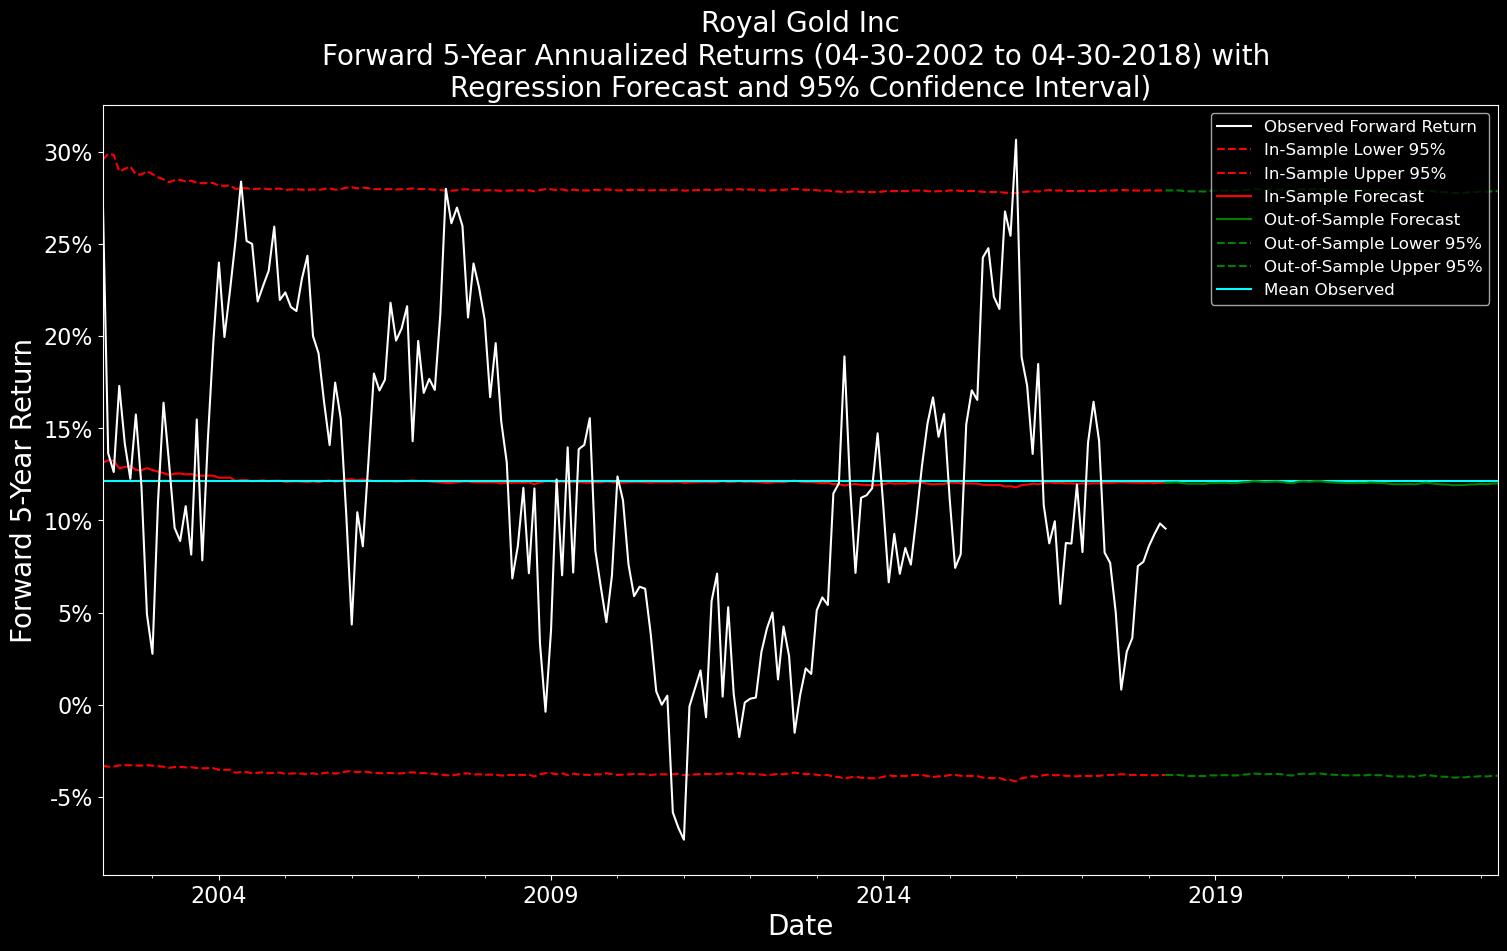 Royal Gold Inc
Forward 5-Year Annualized Returns (04-30-2002 to 04-30-2018) with
Regression Forecast and 95% Confidence Interval)
Observed Forward Return
In-Sample Lower 95%
In-Sample Upper 95%
In-Sample Forecast
Out-of-Sample Forecast
Out-of-Sample Lower 95%
Out-of-Sample Upper 95%
Mean Observed
Forward 5-Year Return
30%
25%
20%
15%
10%
5%
0%
-5%
2004
2009
2014
2019
Date